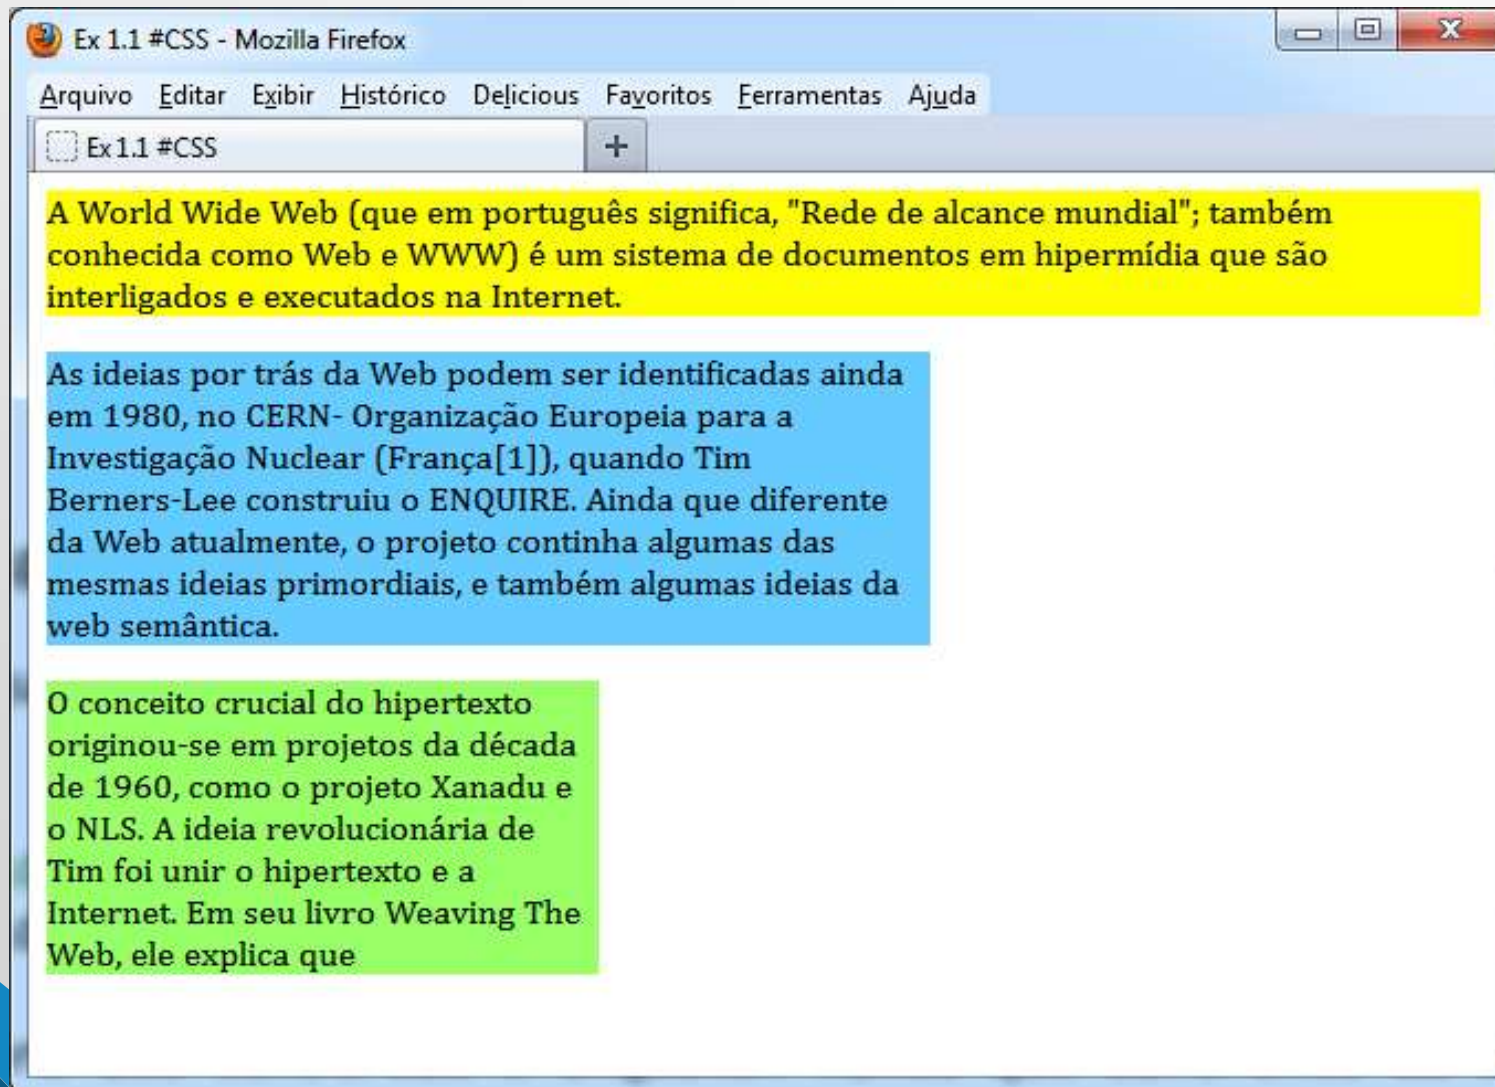 Ex 1.1 #CSS - Mozilla Firefox
Arquivo Editar Exibir Histórico Delicious Favoritos Ferramentas Ajuda
Ex 1.1 #CSS
A World Wide Web (que em português significa, "Rede de alcance mundial"; também
conhecida como Web e WWW) é um sistema de documentos em hipermídia que são
interligados e executados na Internet.
As ideias por trás da Web podem ser identificadas ainda
em 1980, no CERN- Organização Europeia para a
Investigação Nuclear (França[1]), quando Tim
Berners-Lee construiu o ENQUIRE. Ainda que diferente
da Web atualmente, o projeto continha algumas das
mesmas ideias primordiais, e também algumas ideias da
web semântica.
O conceito crucial do hipertexto
originou-se em projetos da década
de 1960, como o projeto Xanadu e
o NLS. A ideia revolucionária de
Tim foi unir o hipertexto e a
Internet. Em seu livro Weaving The
Web, ele explica que